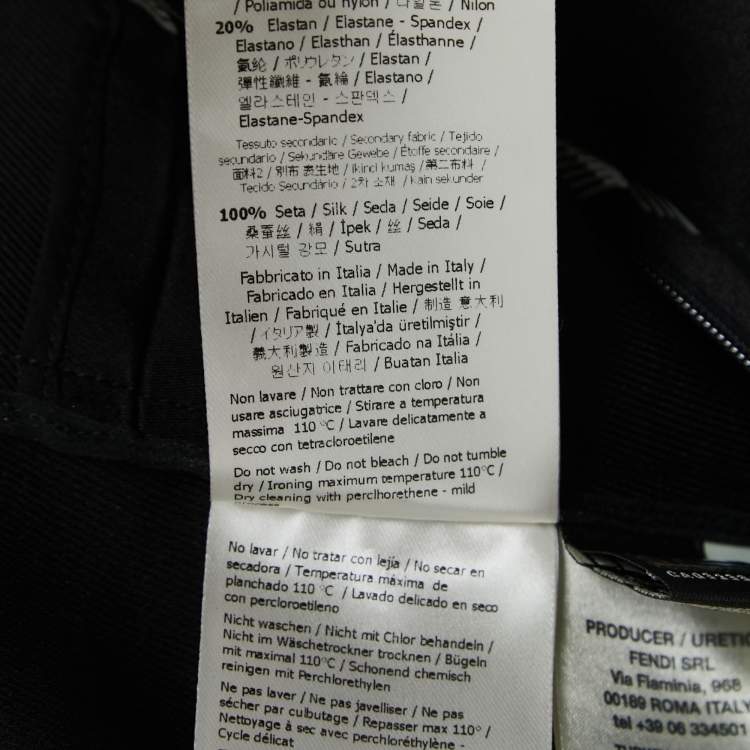 / Poliamida ou nylon / 나일론 / Nilon
20% Elastan / Elastane - Spandex /
Elastano / Elasthan / Élasthanne /
氨纶 / ポリウレタン / Elastan /
彈性纖維 - 氨綸 / Elastano /
엘라스테인 - 스판덱스 /
Elastane-Spandex
Tessuto secondario / Secondary fabric / Tejido
secundario / Sekundäre Gewebe / Étoffe secondaire /
面料2 / 別布 表生地 / İkinci kumaş / 第二布料 /
Tecido Secundário / 2차 소재 / Kain sekunder
100% Seta / Silk / Seda / Seide / Soie /
桑蚕丝 / 絹 / İpek / 丝 / Seda /
가시털 강모 / Sutra
Fabbricato in Italia / Made in Italy /
Fabricado en Italia / Hergestellt in
Italien / Fabriqué en Italie / 制造 意大利
/ イタリア製 / İtalya'da üretilmiştir /
義大利製造 / Fabricado na Itália /
원산지 이태리 / Buatan Italia
Non lavare / Non trattare con cloro / Non
usare asciugatrice / Stirare a temperatura
massima 110 °C / Lavare delicatamente a
secco con tetracloroetilene
Do not wash / Do not bleach / Do not tumble
dry / Ironing maximum temperature 110°C /
Dry cleaning with perclhorethene - mild
No lavar / No tratar con lejía / No secar en
secadora / Temperatura máxima de
planchado 110 °C / Lavado delicado en seco
con percloroetileno
Nicht waschen / Nicht mit Chlor behandeln /
Nicht im Wäschetrockner trocknen / Bügeln
mit maximal 110°C / Schonend chemisch
reinigen mit Perchlorethylen
Ne pas laver / Ne pas javelliser / Ne pas
sécher par culbutage / Repasser max 110° /
Nettoyage à sec avec perchloréthylène -
Cycle délicat
PRODUCER / URETIC
FENDI SRL
Via Flaminia, 968
00189 ROMA ITALY
tel +39 06 334501